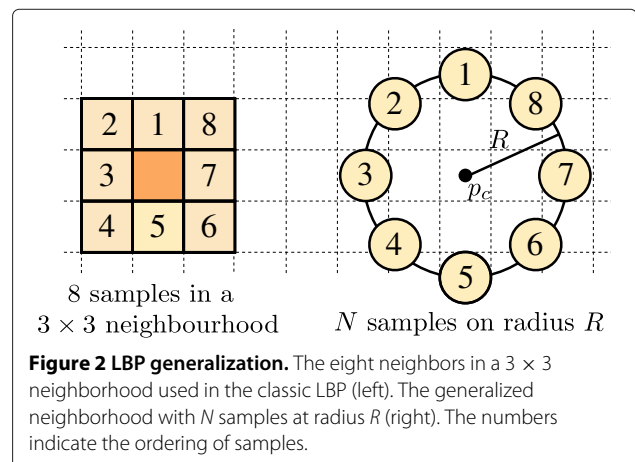 2 1 8
3 7
4 5 6
8 samples in a
3 × 3 neighbourhood
1
2 8
R
3 7
p_c
4 6
5
N samples on radius R
Figure 2 LBP generalization. The eight neighbors in a 3 × 3
neighborhood used in the classic LBP (left). The generalized
neighborhood with N samples at radius R (right). The numbers
indicate the ordering of samples.